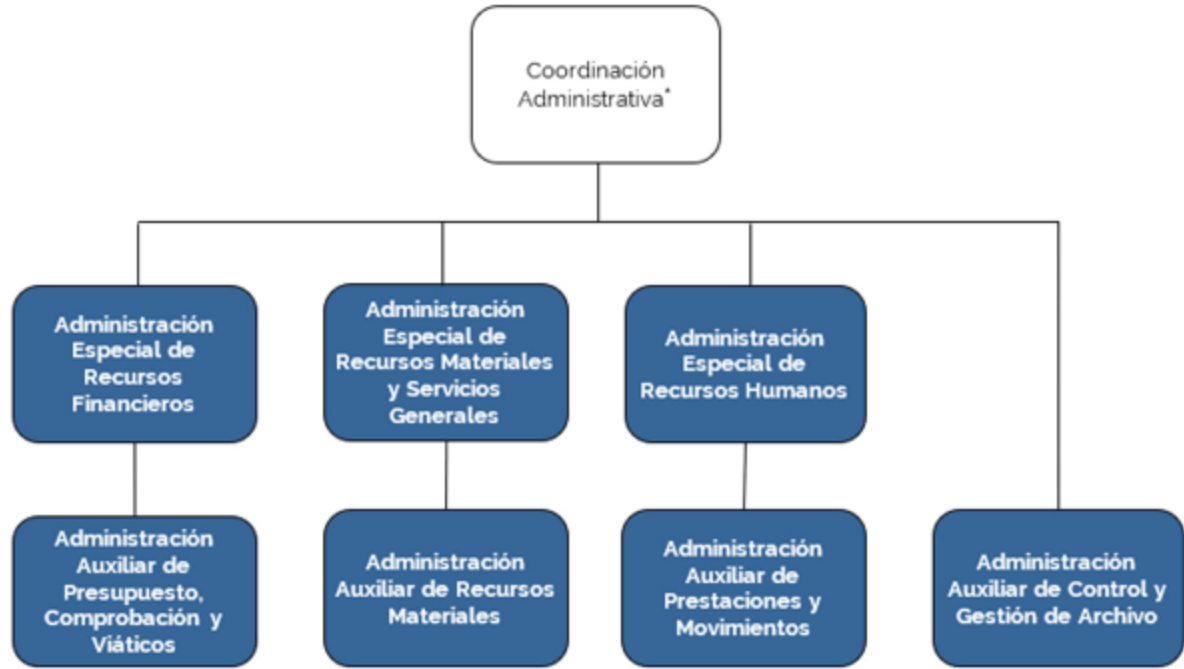 Coordinación
Administrativa*
Administración
Especial de
Recursos
Financieros
Administración
Especial de
Recursos Materiales
y Servicios
Generales
Administración
Especial de
Recursos Humanos
Administración
Auxiliar de
Presupuesto,
Comprobación y
Viáticos
Administración
Auxiliar de Recursos
Materiales
Administración
Auxiliar de
Prestaciones y
Movimientos
Administración
Auxiliar de Control y
Gestión de Archivo